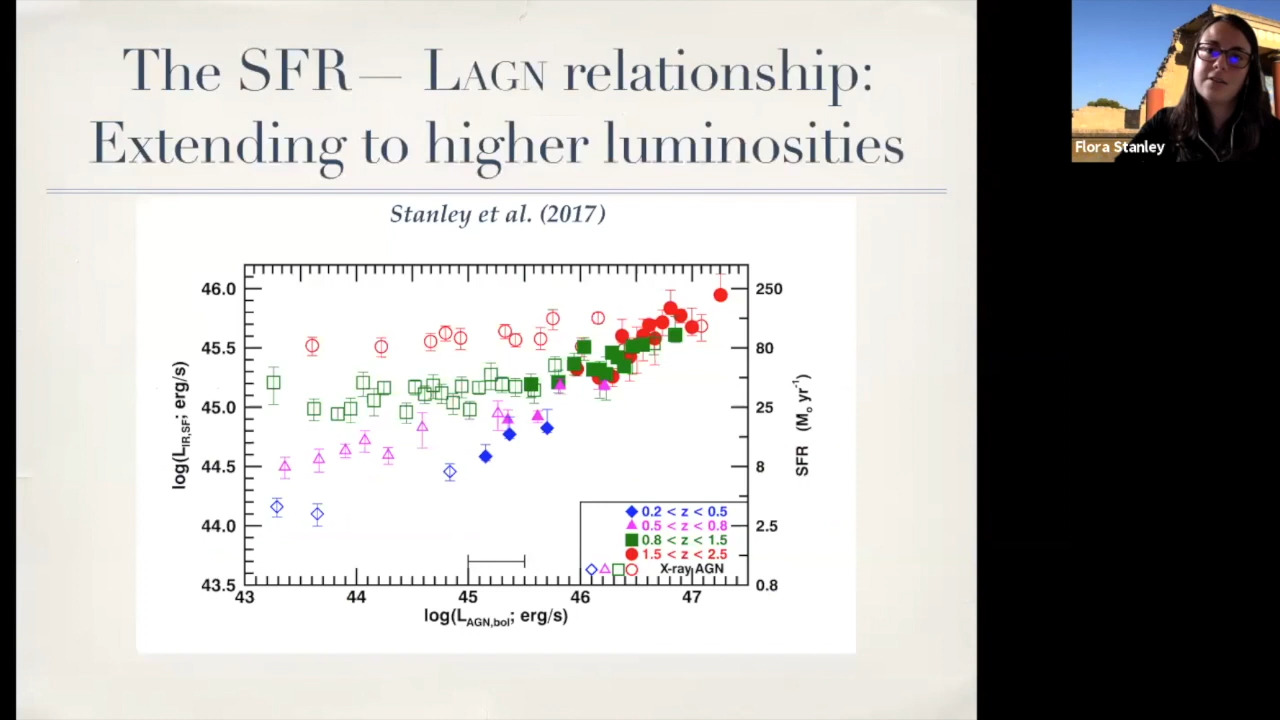 The SFR — LAGN relationship:
Extending to higher luminosities
Stanley et al. (2017)
46.0
45.5
45.0
44.5
44.0
43.5
log(L_IR,SF; erg/s)
250
80
25
8
2.5
0.8
SFR (M_o yr^-1)
0.2 < z < 0.5
0.5 < z < 0.8
0.8 < z < 1.5
1.5 < z < 2.5
X-ray AGN
43 44 45 46 47
log(L_AGN,bol; erg/s)
Flora Stanley